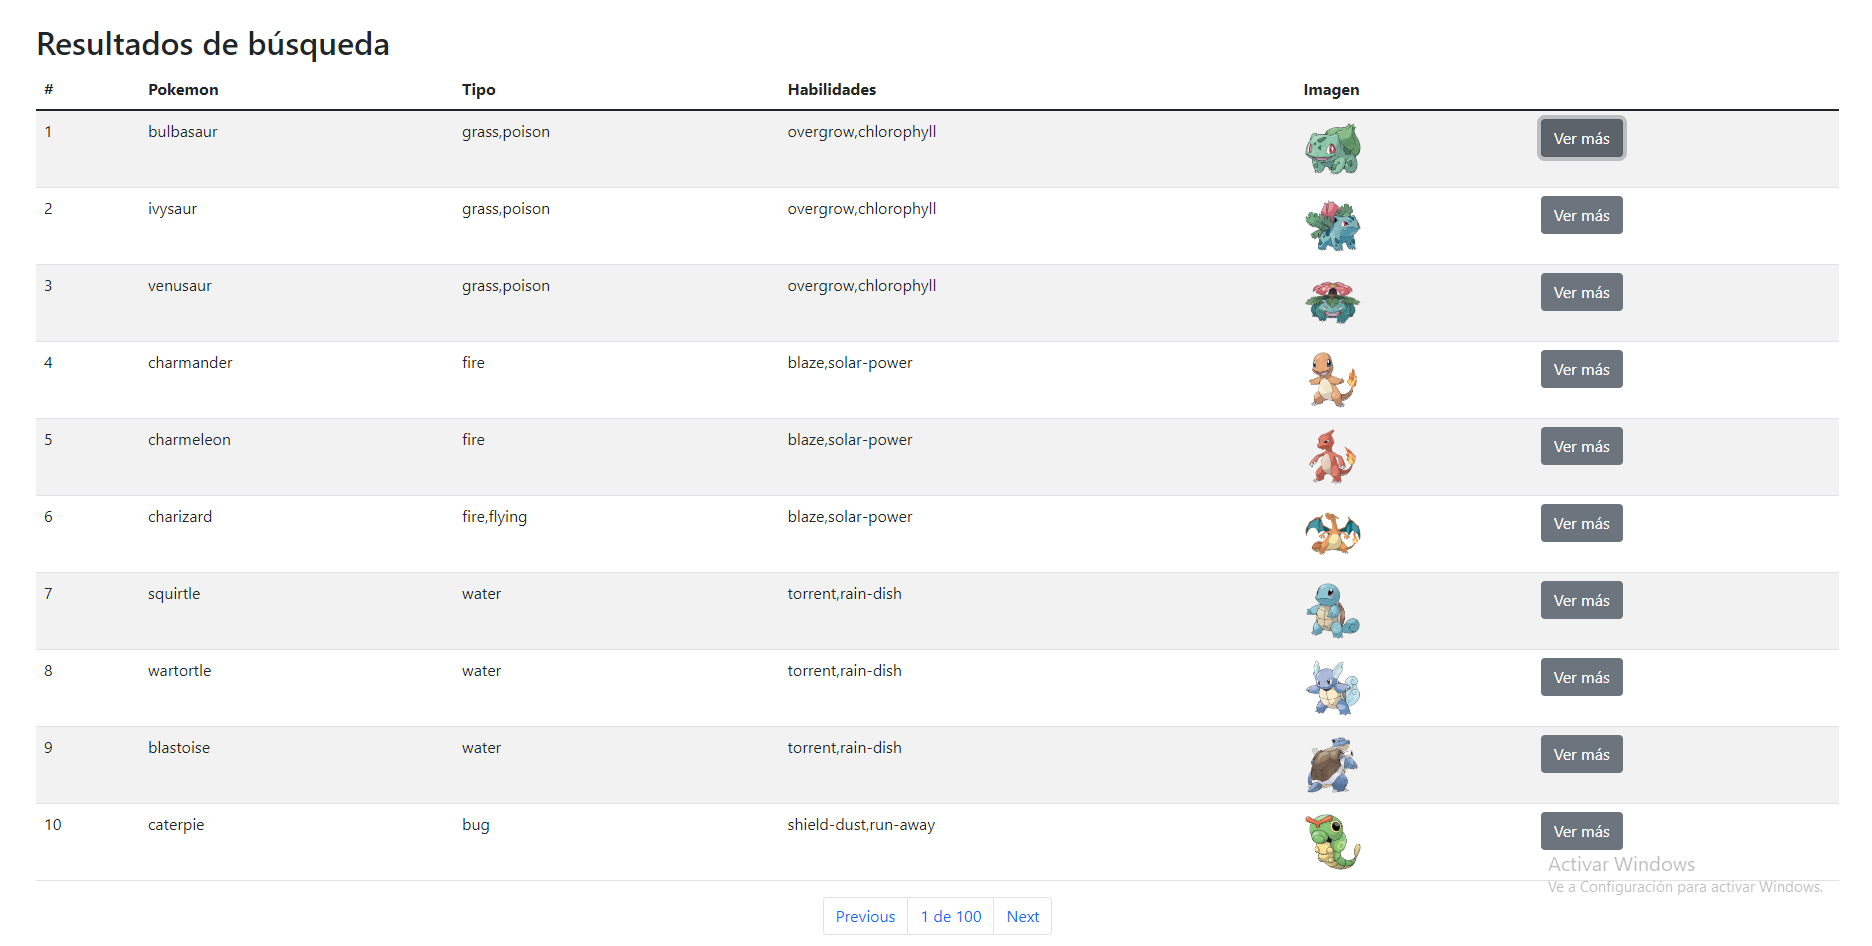 Resultados de búsqueda
# Pokemon Tipo Habilidades Imagen
1 bulbasaur grass,poison overgrow,chlorophyll Ver más
2 ivysaur grass,poison overgrow,chlorophyll Ver más
3 venusaur grass,poison overgrow,chlorophyll Ver más
4 charmander fire blaze,solar-power Ver más
5 charmeleon fire blaze,solar-power Ver más
6 charizard fire,flying blaze,solar-power Ver más
7 squirtle water torrent,rain-dish Ver más
8 wartortle water torrent,rain-dish Ver más
9 blastoise water torrent,rain-dish Ver más
10 caterpie bug shield-dust,run-away Ver más
Activar Windows
Ve a Configuración para activar Windows.
Previous 1 de 100 Next